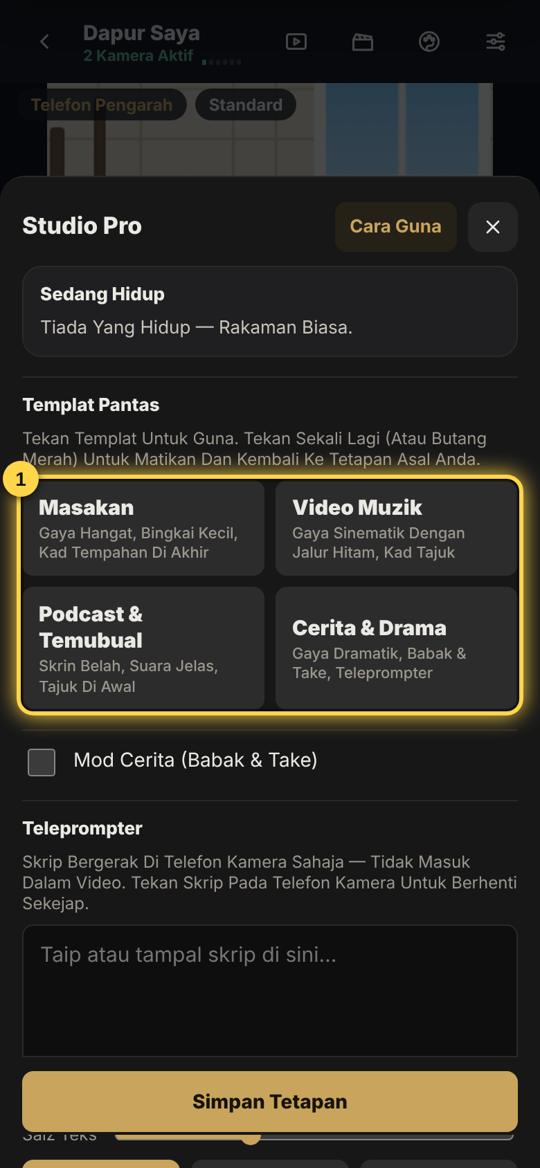 Dapur Saya
2 Kamera Aktif
Telefon Pengarah
Standard
Studio Pro
Cara Guna
Sedang Hidup
Tiada Yang Hidup — Rakaman Biasa.
Templat Pantas
Tekan Templat Untuk Guna. Tekan Sekali Lagi (Atau Butang
Merah) Untuk Matikan Dan Kembali Ke Tetapan Asal Anda.
1
Masakan
Gaya Hangat, Bingkai Kecil,
Kad Tempahan Di Akhir
Video Muzik
Gaya Sinematik Dengan
Jalur Hitam, Kad Tajuk
Podcast &
Temubual
Skrin Belah, Suara Jelas,
Tajuk Di Awal
Cerita & Drama
Gaya Dramatik, Babak &
Take, Teleprompter
Mod Cerita (Babak & Take)
Teleprompter
Skrip Bergerak Di Telefon Kamera Sahaja — Tidak Masuk
Dalam Video. Tekan Skrip Pada Telefon Kamera Untuk Berhenti
Sekejap.
Taip atau tampal skrip di sini...
Simpan Tetapan
Saiz Teks